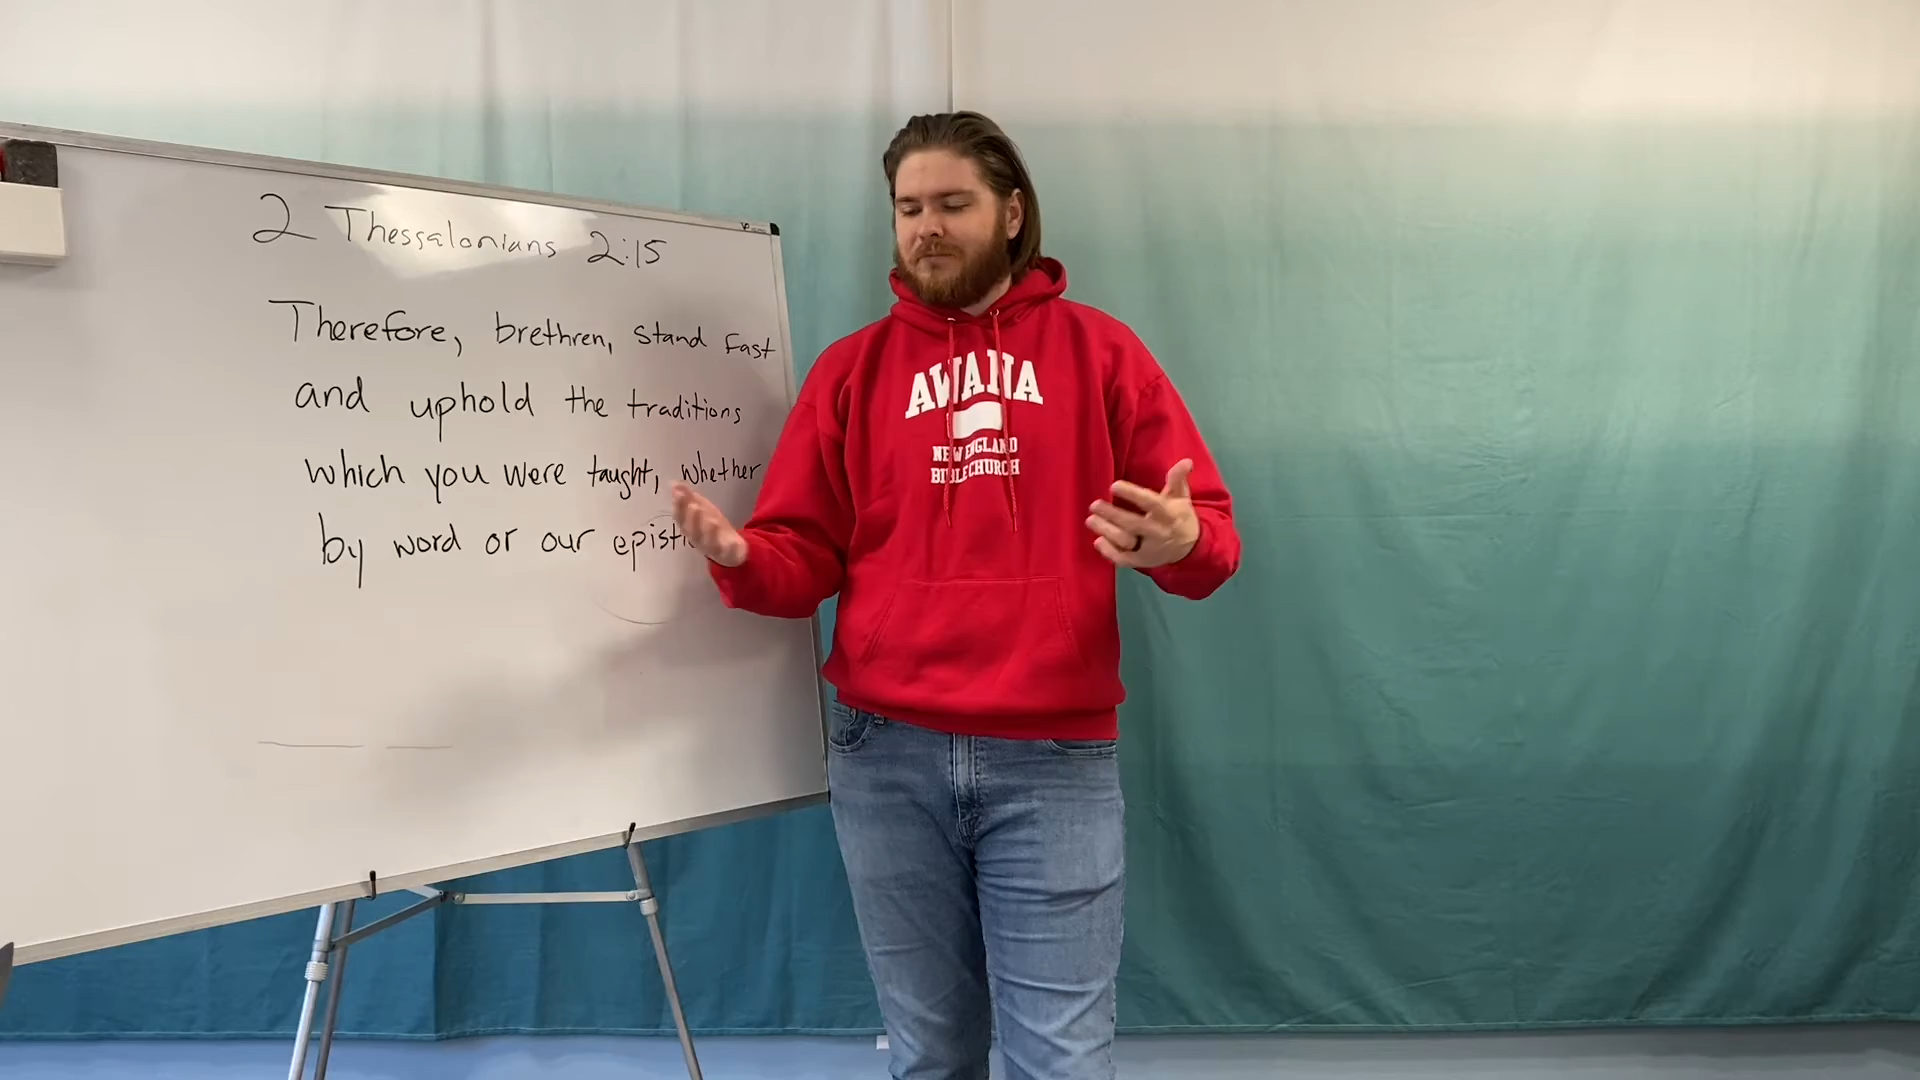 2 Thessalonians 2:15
Therefore, brethren, stand fast
and uphold the traditions
which you were taught, whether
by word or our
AWANA
NEW ENGLAND
BIBLE CHURCH